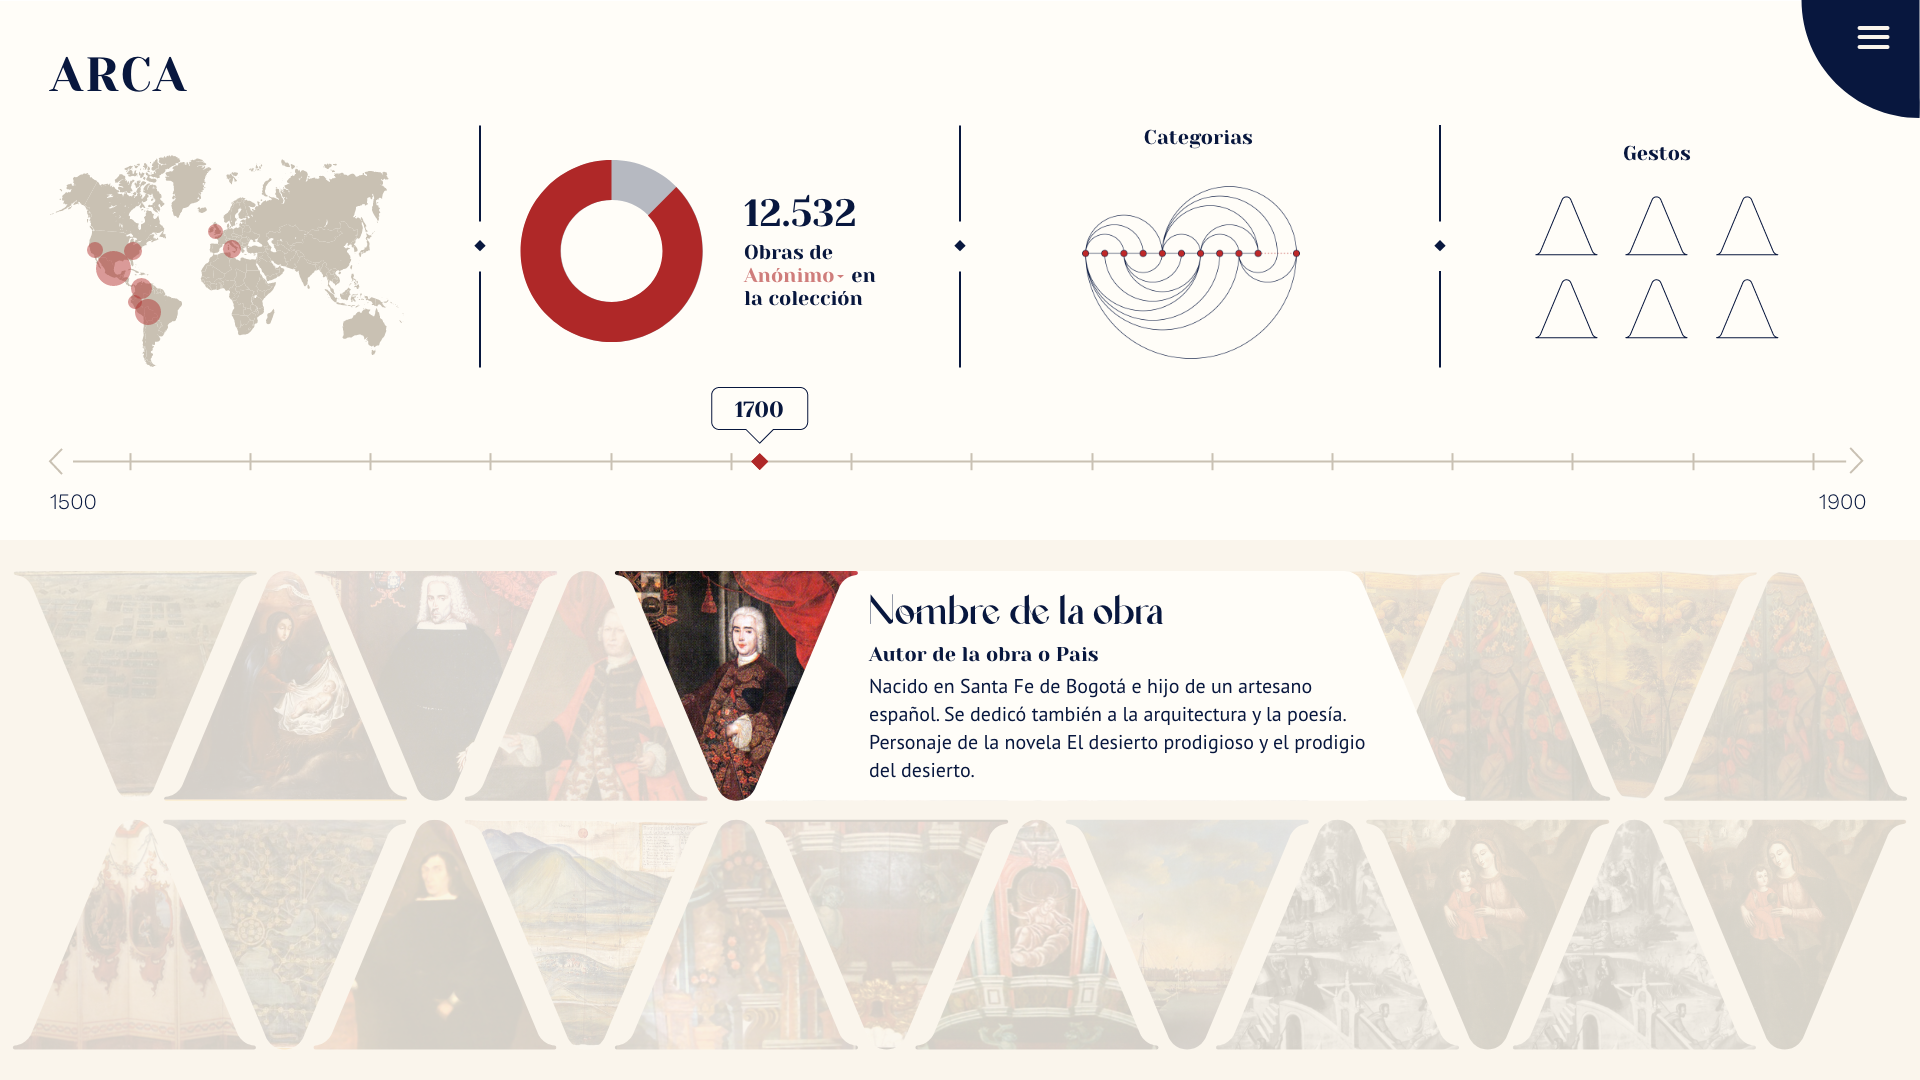 ARCA
12.532
Obras de
Anónimo en
la colección
Categorias
Gestos
1700
1500
1900
Nombre de la obra
Autor de la obra o Pais
Nacido en Santa Fe de Bogotá e hijo de un artesano
español. Se dedicó también a la arquitectura y la poesía.
Personaje de la novela El desierto prodigioso y el prodigio
del desierto.